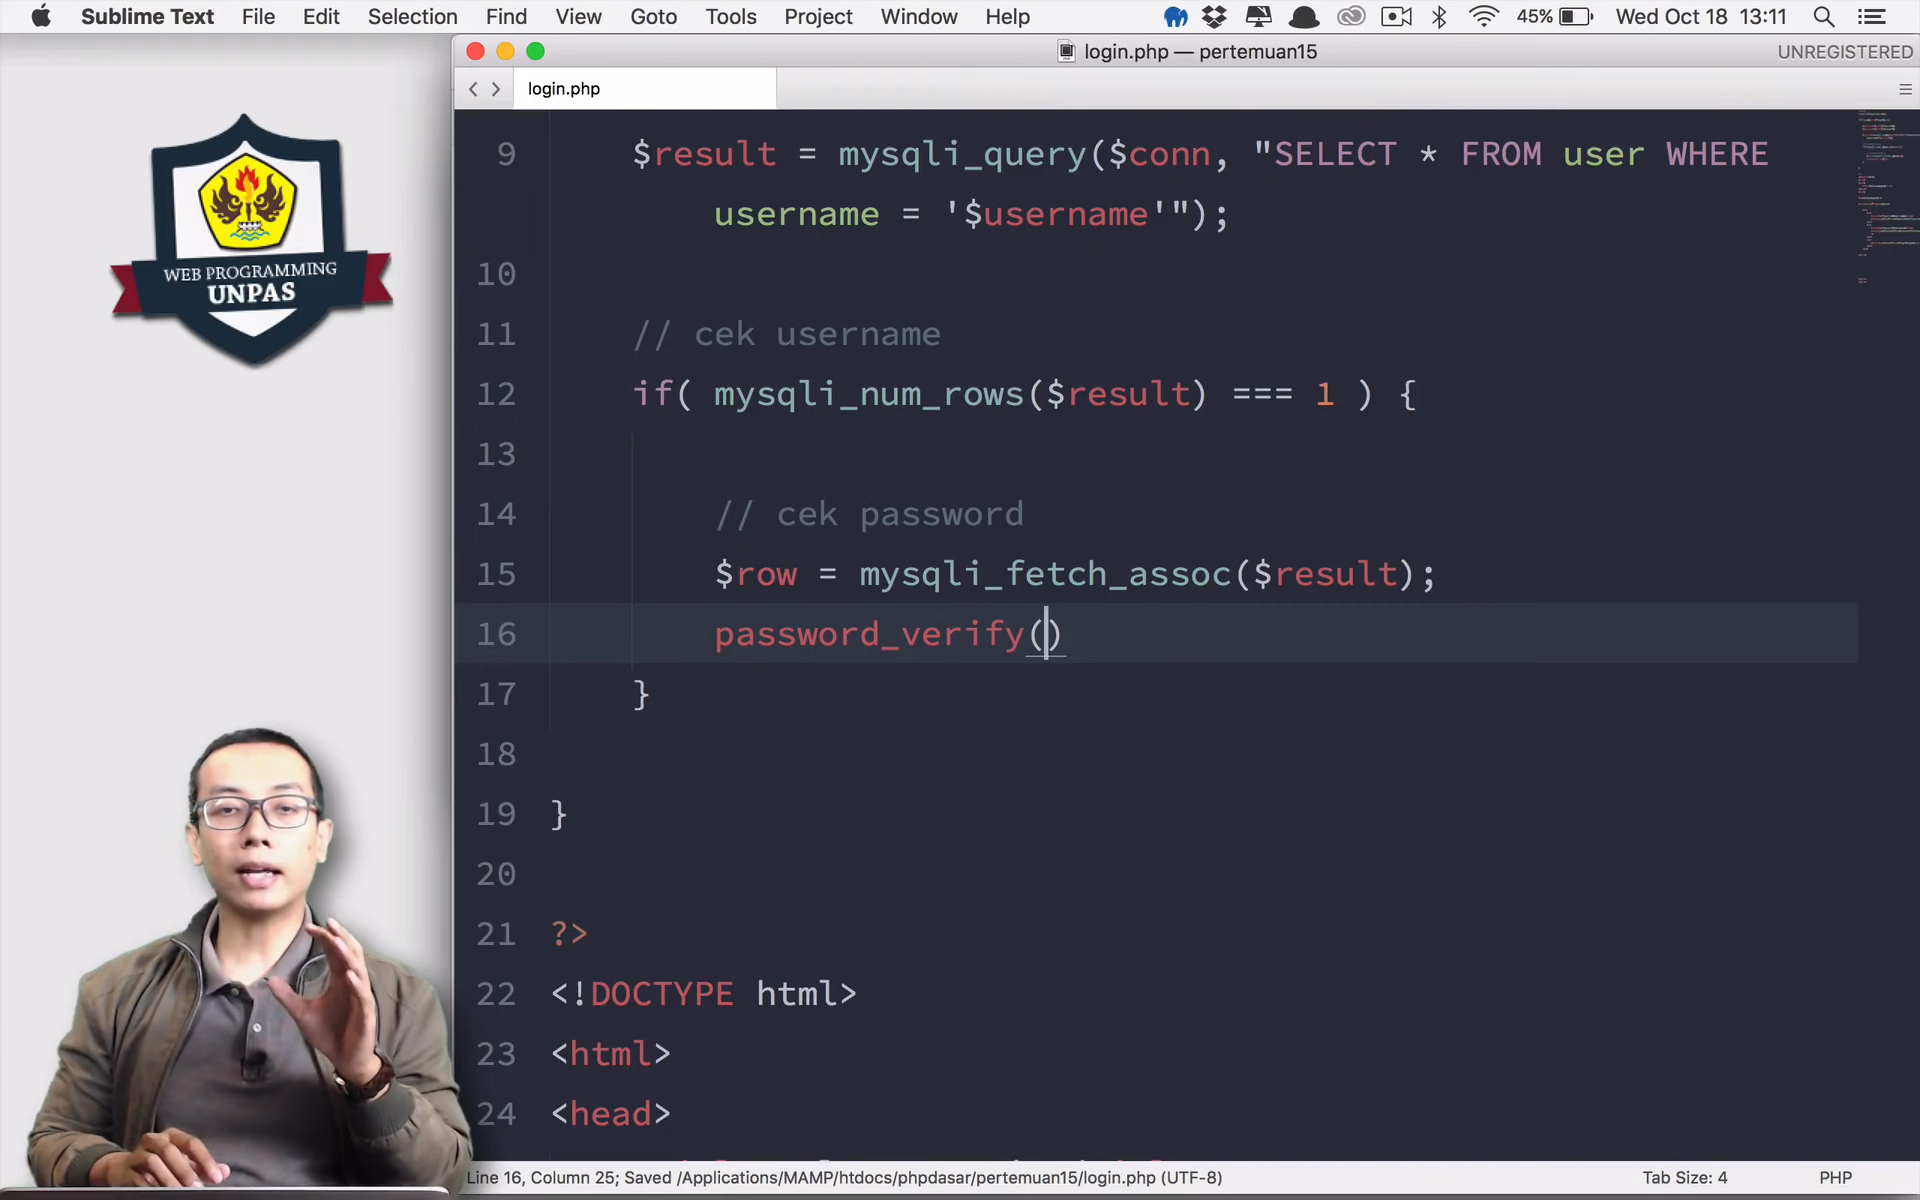 Sublime Text File Edit Selection Find View Goto Tools Project Window Help 45% Wed Oct 18 13:11
login.php — pertemuan15 UNREGISTERED
login.php
WEB PROGRAMMING
UNPAS
9 $result = mysqli_query($conn, "SELECT * FROM user WHERE
username = '$username'");
10
11 // cek username
12 if( mysqli_num_rows($result) === 1 ) {
13
14 // cek password
15 $row = mysqli_fetch_assoc($result);
16 password_verify()
17 }
18
19 }
20
21 ?>
22 <!DOCTYPE html>
23 <html>
24 <head>
Line 16, Column 25; Saved /Applications/MAMP/htdocs/phpdasar/pertemuan15/login.php (UTF-8) Tab Size: 4 PHP